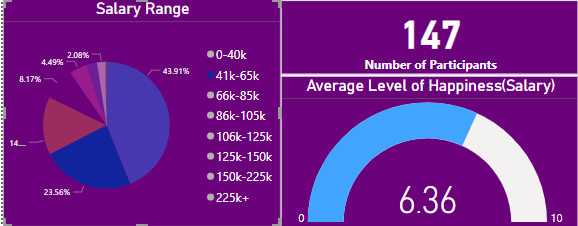 Salary Range
2.08%
4.49%
43.91%
8.17%
14....
23.56%
0-40k
41k-65k
66k-85k
86k-105k
106k-125k
125k-150k
150k-225k
225k+
147
Number of Participants
Average Level of Happiness(Salary)
6.36
0
10